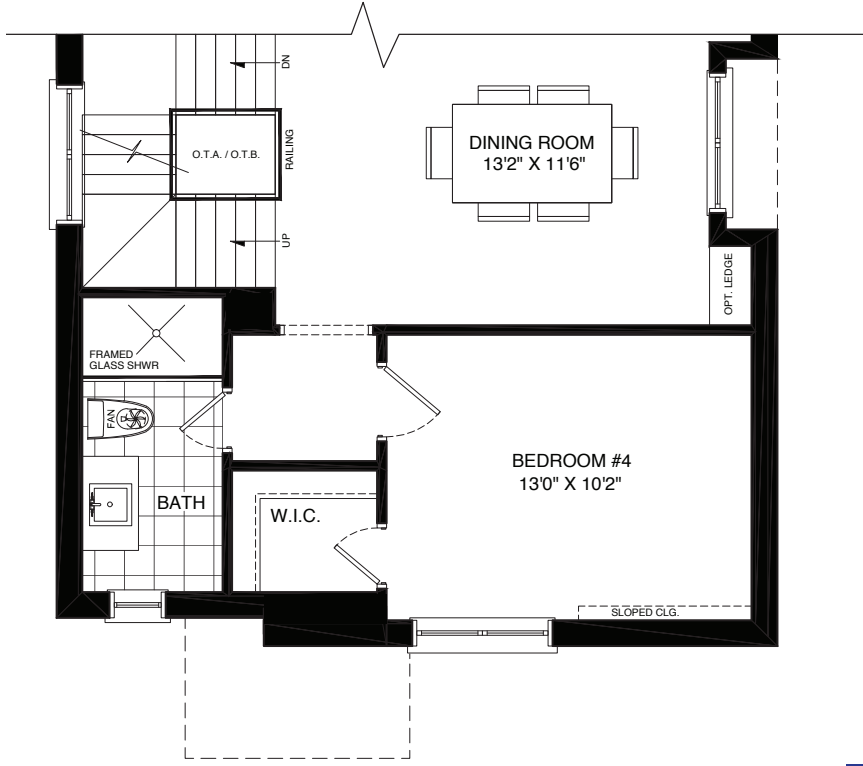 DN
DINING ROOM
13'2" X 11'6"
O.T.A. / O.T.B.
RAILING
UP
OPT. LEDGE
FRAMED
GLASS SHWR
FAN
BATH
W.I.C.
BEDROOM #4
13'0" X 10'2"
SLOPED CLG.